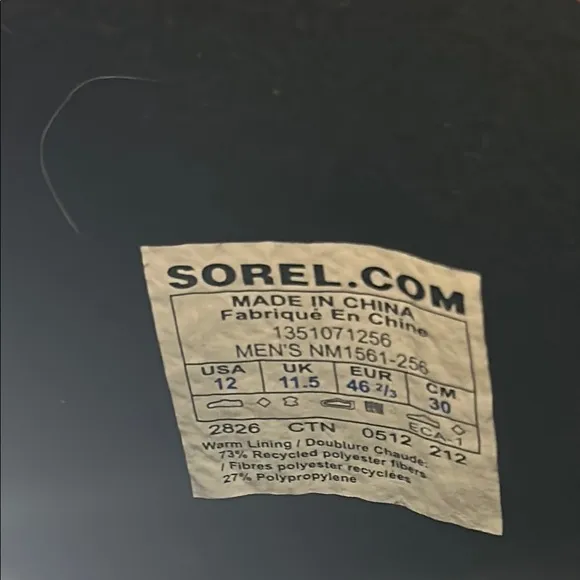 SOREL.COM
MADE IN CHINA
Fabriqué En Chine
1351071256
MEN'S NM1561-256
USA UK EUR CM
12 11.5 46 2/3 30
ECA-1
2826 CTN 0512 212
Warm Lining / Doublure Chaude:
73% Recycled polyester fibers
/ Fibres polyester recyclées
27% Polypropylene